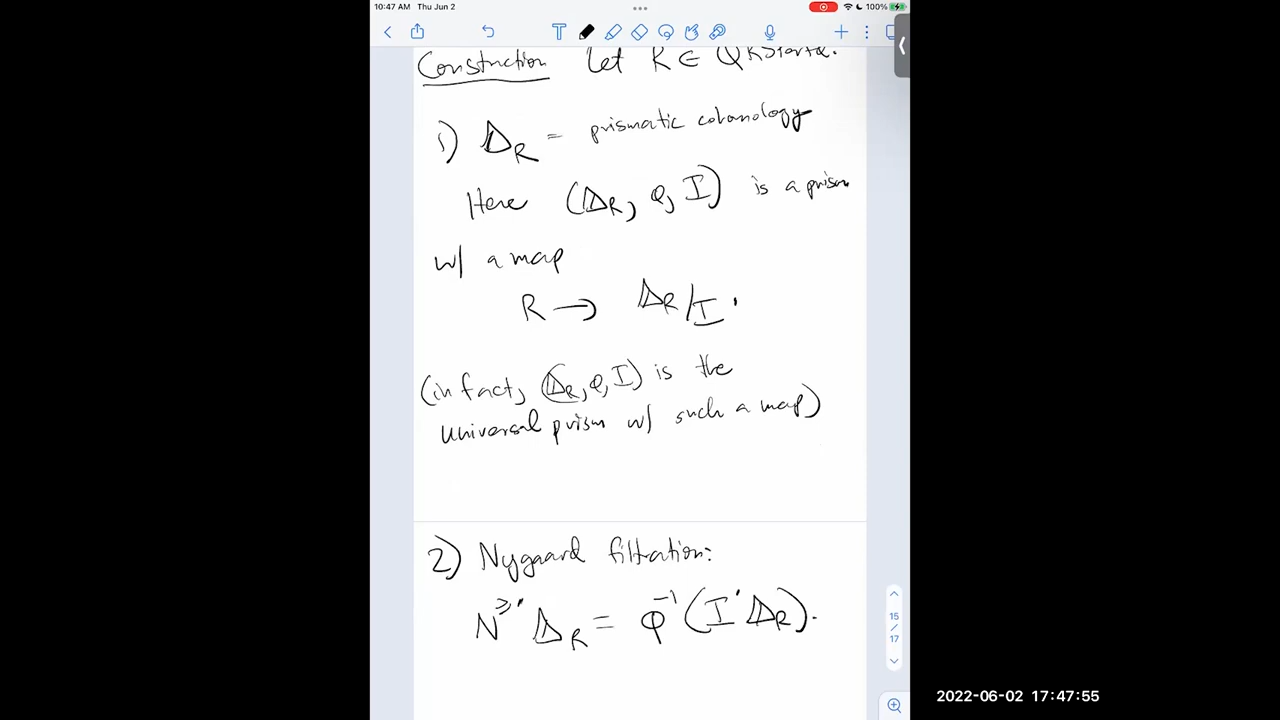 10:47 AM Thu Jun 2
100%
Construction Let R ∈ QRSPerfd.
1) Δ_R = prismatic cohomology
Here (Δ_R, φ, I) is a prism
w/ a map
R → Δ_R/I.
(in fact, (Δ_R, φ, I) is the
universal prism w/ such a map)
2) Nygaard filtration:
N^{≥•} Δ_R = φ^{-1}(I^• Δ_R).
15
/
17
2022-06-02 17:47:55